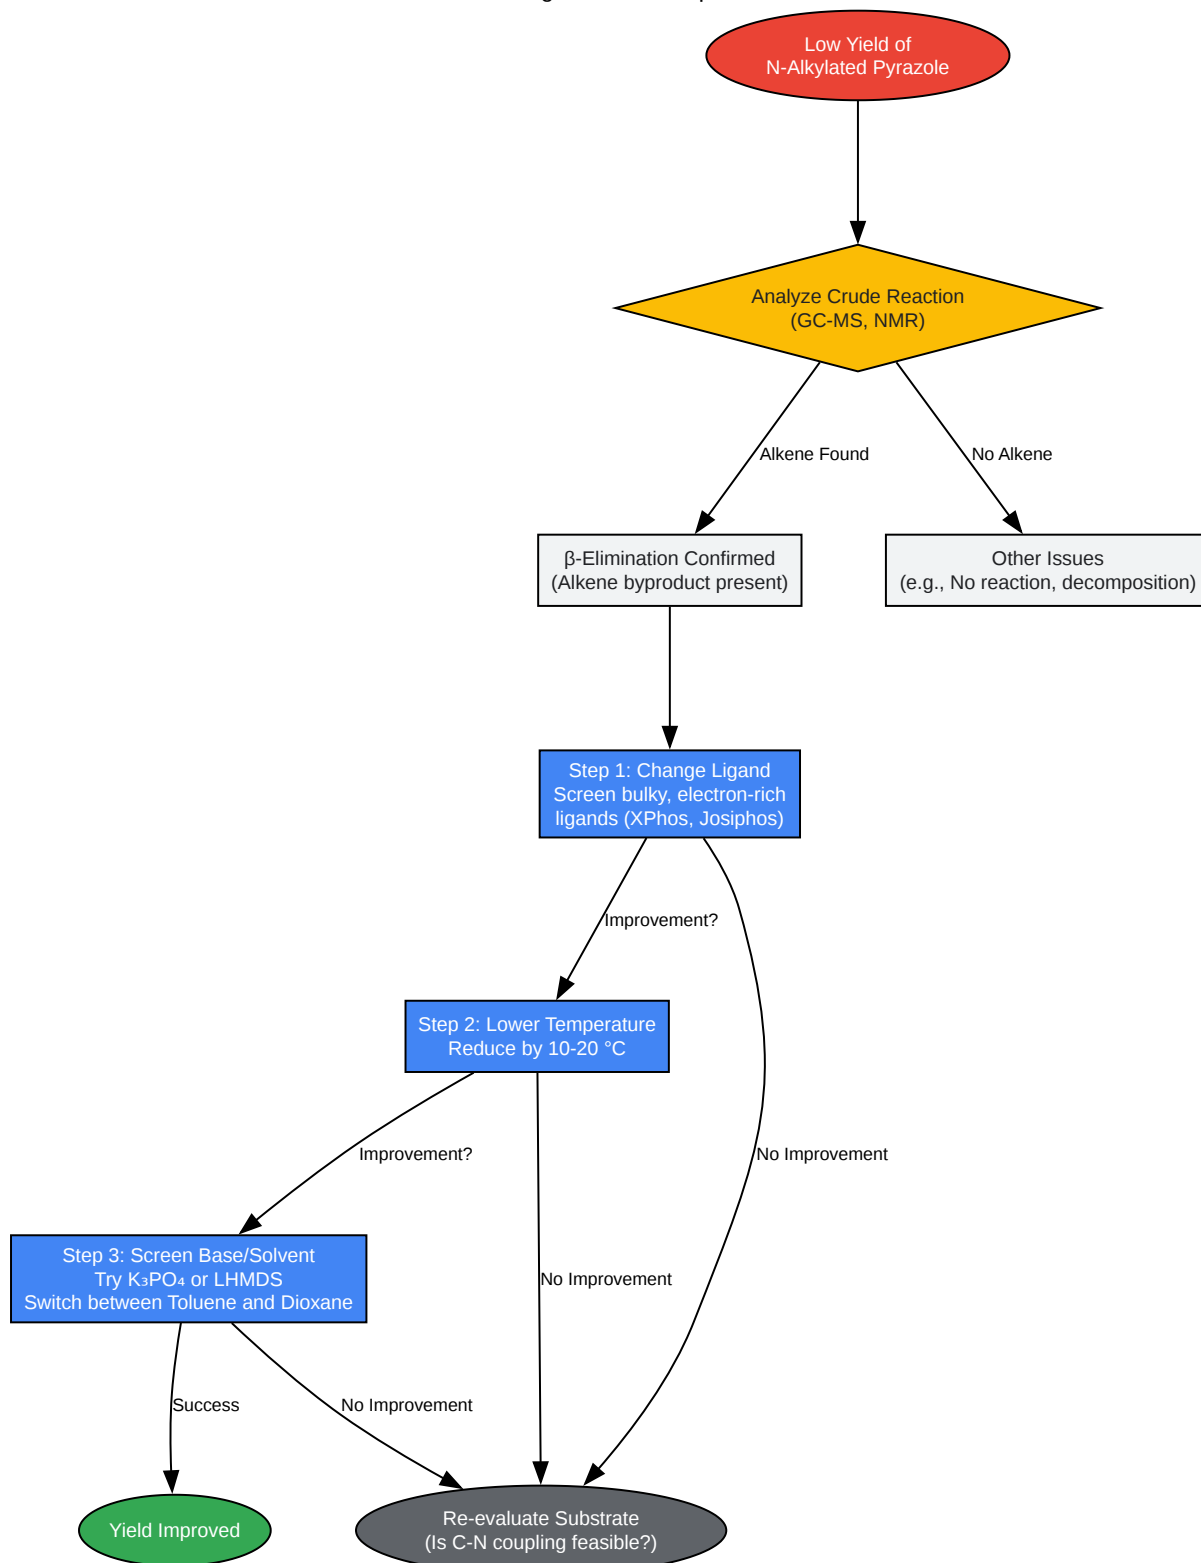 Low Yield of
N-Alkylated Pyrazole
Analyze Crude Reaction
(GC-MS, NMR)
Alkene Found
No Alkene
β-Elimination Confirmed
(Alkene byproduct present)
Other Issues
(e.g., No reaction, decomposition)
Step 1: Change Ligand
Screen bulky, electron-rich
ligands (XPhos, Josiphos)
Improvement?
Step 2: Lower Temperature
Reduce by 10-20 °C
Improvement?
No Improvement
Step 3: Screen Base/Solvent
Try K₃PO₄ or LHMDS
Switch between Toluene and Dioxane
No Improvement
Success
No Improvement
Yield Improved
Re-evaluate Substrate
(Is C-N coupling feasible?)